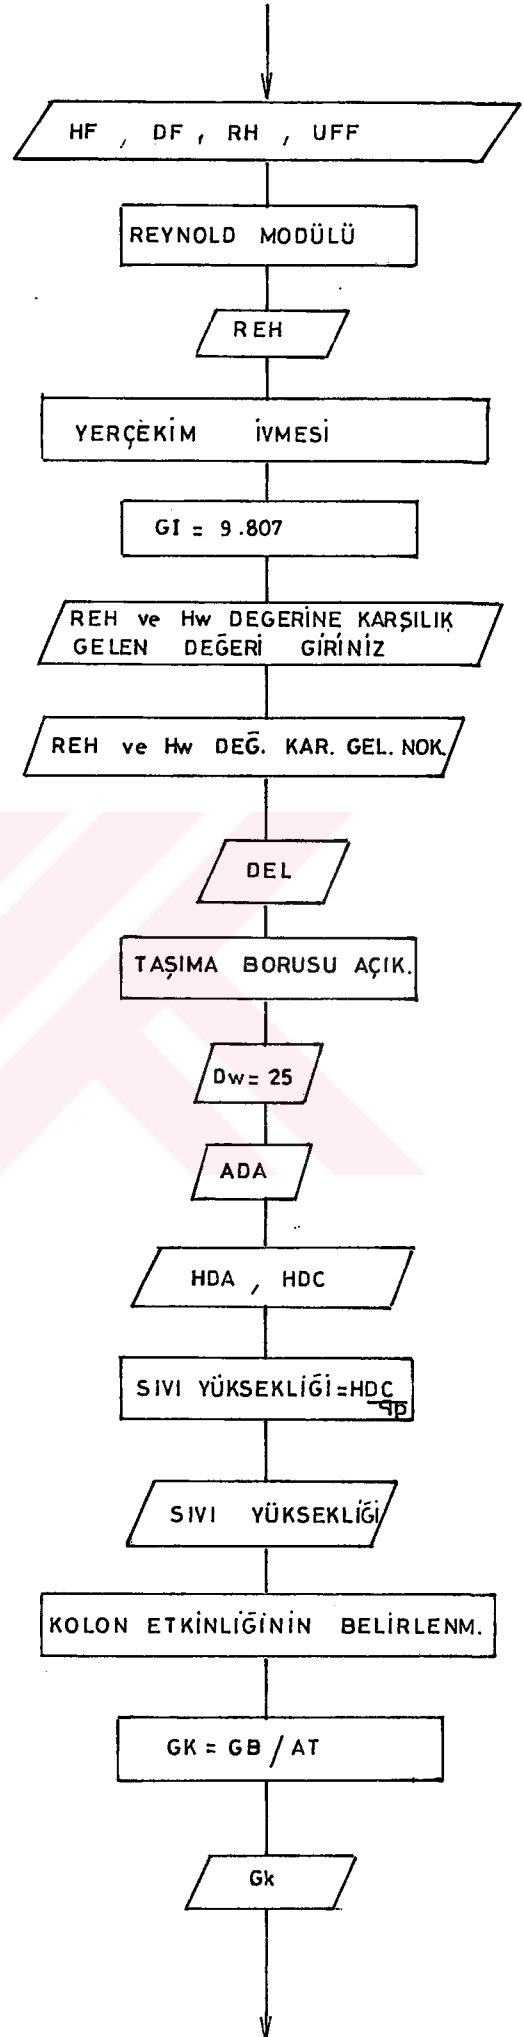 HF , DF , RH , UFF
REYNOLD MODÜLÜ
REH
YERÇEKİM İVMESİ
GI = 9.807
REH ve Hw DEGERİNE KARŞILIK
GELEN DEĞERİ GİRİNİZ
REH ve Hw DEĞ. KAR. GEL. NOK.
DEL
TAŞIMA BORUSU AÇIK.
Dw = 25
ADA
HDA , HDC
SIVI YÜKSEKLİĞİ = HDC
SIVI YÜKSEKLİĞİ
KOLON ETKİNLİĞİNİN BELİRLENM.
GK = GB / AT
Gk